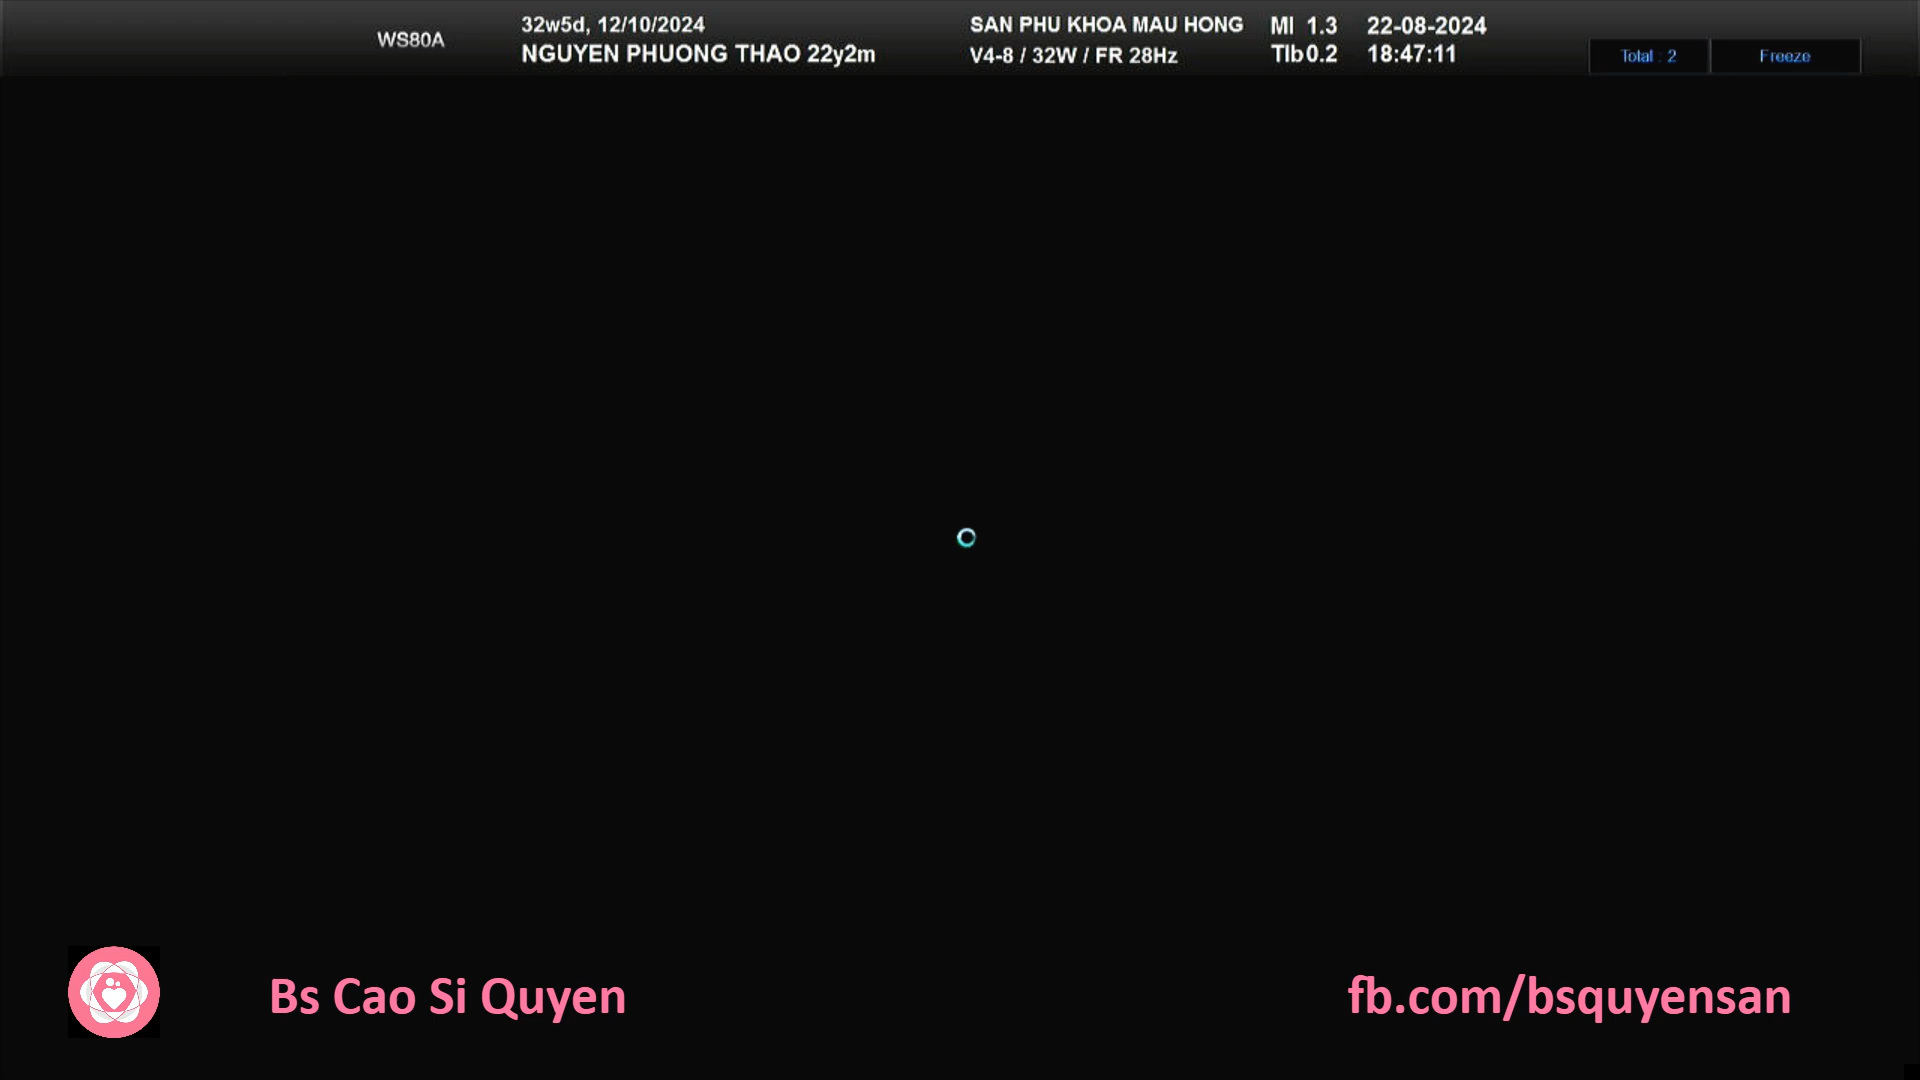 WS80A
32w5d, 12/10/2024
NGUYEN PHUONG THAO 22y2m
SAN PHU KHOA MAU HONG
V4-8 / 32W / FR 28Hz
MI 1.3
TIb0.2
22-08-2024
18:47:11
Total : 2
Freeze
Bs Cao Si Quyen
fb.com/bsquyensan